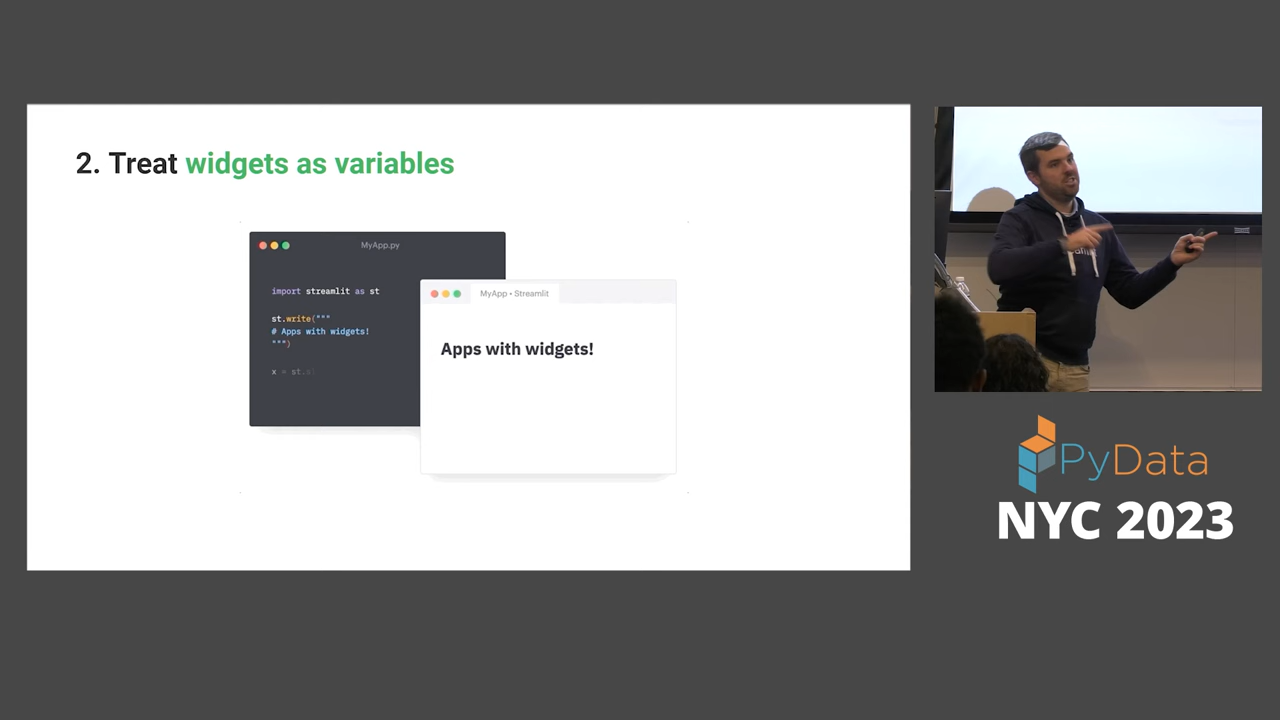 2. Treat widgets as variables
MyApp.py
import streamlit as st
st.write("""
# Apps with widgets!
""")
x = st.s
MyApp • Streamlit
Apps with widgets!
PyData
NYC 2023